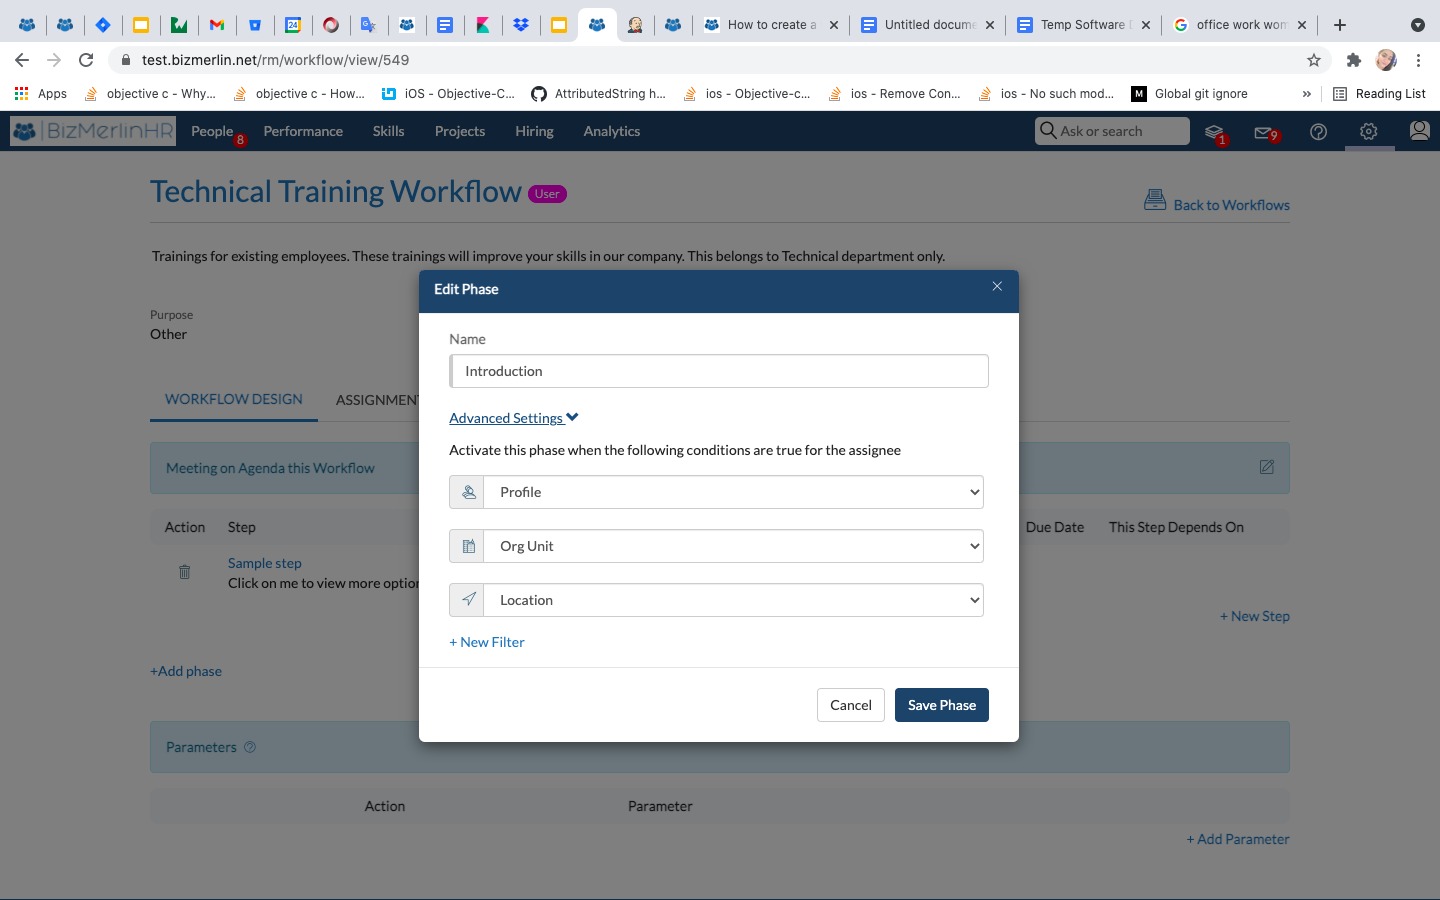 24
How to create a
Untitled docume
Temp Software D
office work wom
test.bizmerlin.net/rm/workflow/view/549
Apps
objective c - Why...
objective c - How...
iOS - Objective-C...
AttributedString h...
ios - Objective-c...
ios - Remove Con...
ios - No such mod...
M
Global git ignore
»
Reading List
BizMerlinHR
People
8
Performance
Skills
Projects
Hiring
Analytics
Ask or search
1
9
Technical Training Workflow
User
Back to Workflows
Trainings for existing employees. These trainings will improve your skills in our company. This belongs to Technical department only.
Purpose
Other
WORKFLOW DESIGN
ASSIGNMEN
Meeting on Agenda this Workflow
Action
Step
Due Date
This Step Depends On
Sample step
Click on me to view more option
+ New Step
+Add phase
Parameters
Action
Parameter
+ Add Parameter
Edit Phase
Name
Introduction
Advanced Settings
Activate this phase when the following conditions are true for the assignee
Profile
Org Unit
Location
+ New Filter
Cancel
Save Phase